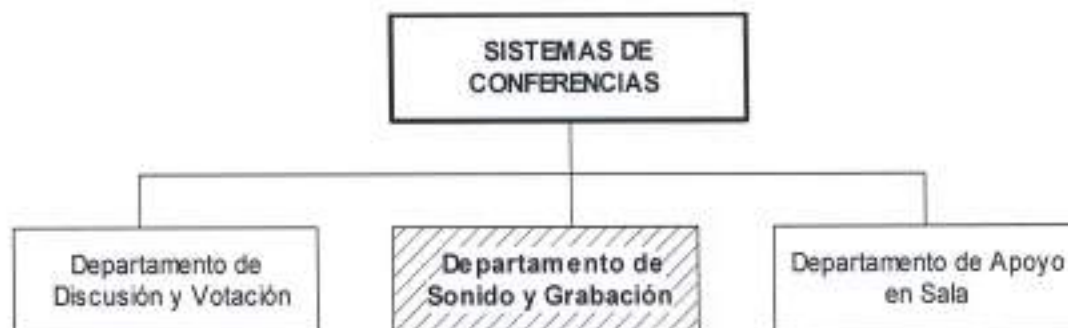 SISTEMAS DE
CONFERENCIAS
Departamento de
Discusión y Votación
Departamento de
Sonido y Grabación
Departamento de Apoyo
en Sala